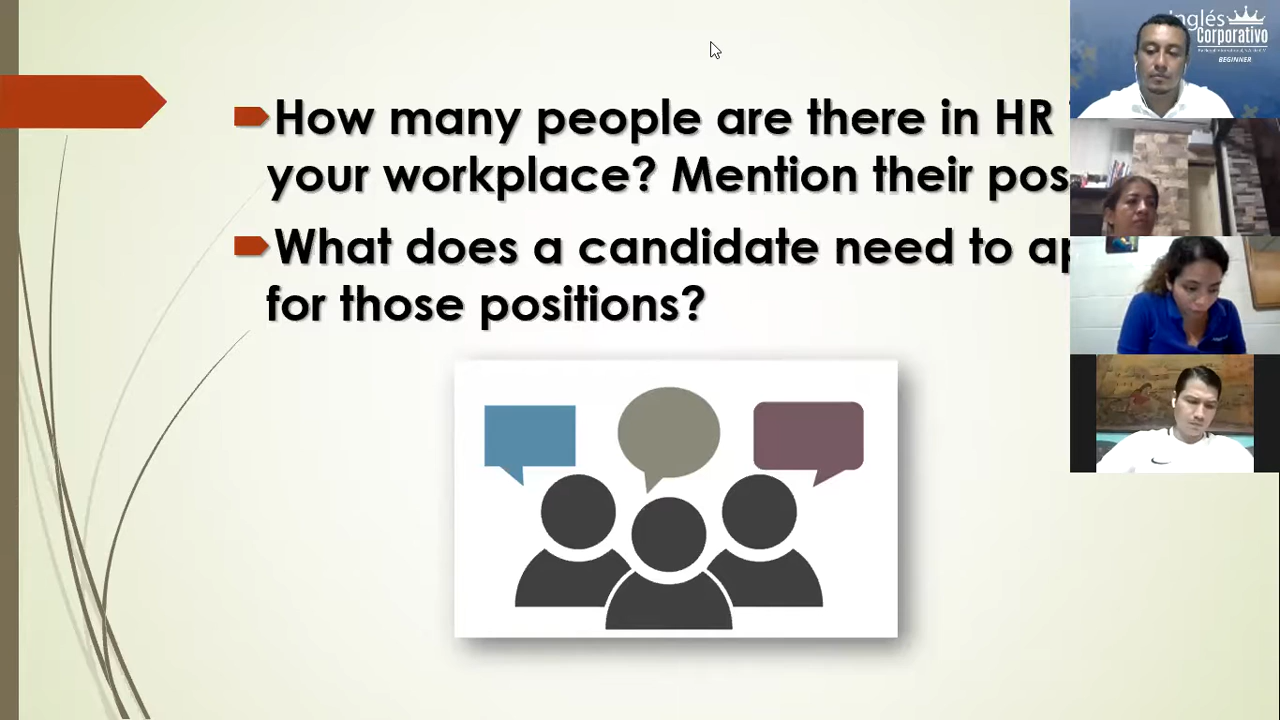 How many people are there in HR
your workplace? Mention their pos
What does a candidate need to ap
for those positions?
Inglés
Corporativo
BEGINNER